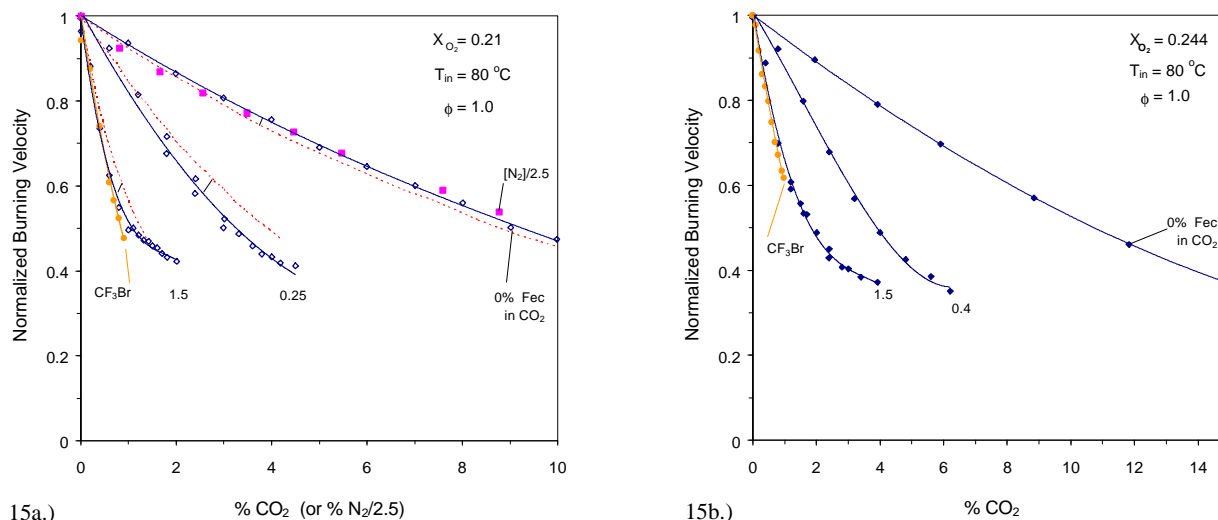 Normalized Burning Velocity
1
0.8
0.6
0.4
0.2
0
X O₂= 0.21
Tin = 80 °C
ϕ = 1.0
[N₂]/2.5
CF₃Br
1.5
0.25
0% Fec
in CO₂
0 2 4 6 8 10
% CO₂ (or % N₂/2.5)
15a.)
Normalized Burning Velocity
1
0.8
0.6
0.4
0.2
0
XO₂= 0.244
Tin = 80 °C
ϕ = 1.0
CF₃Br
1.5
0.4
0% Fec
in CO₂
0 2 4 6 8 10 12 14
% CO₂
15b.)